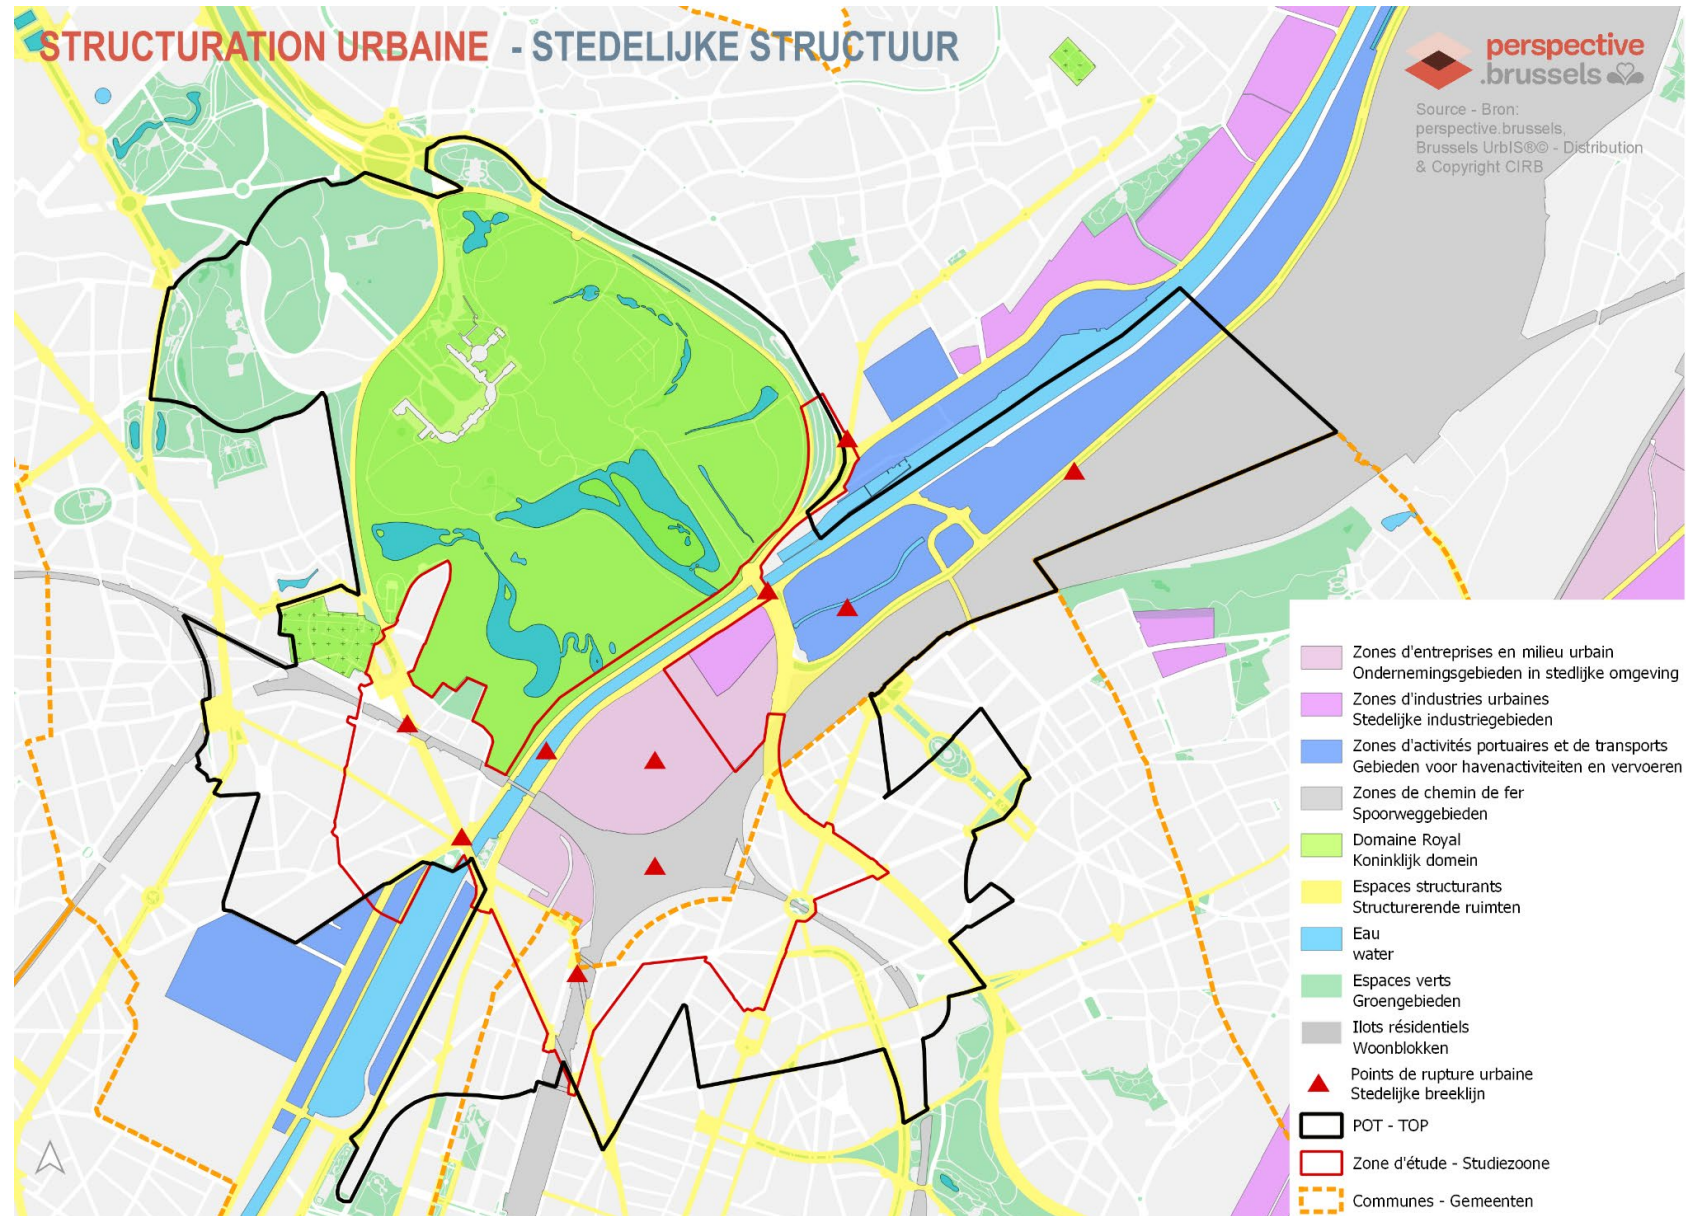 STRUCTURATION URBAINE - STEDELIJKE STRUCTUUR
perspective
.brussels
Source - Bron:
perspective.brussels,
Brussels UrbIS®© - Distribution
& Copyright CIRB
Zones d'entreprises en milieu urbain
Ondernemingsgebieden in stedlijke omgeving
Zones d'industries urbaines
Stedelijke industriegebieden
Zones d'activités portuaires et de transports
Gebieden voor havenactiviteiten en vervoeren
Zones de chemin de fer
Spoorweggebieden
Domaine Royal
Koninklijk domein
Espaces structurants
Structurerende ruimten
Eau
water
Espaces verts
Groengebieden
Ilots résidentiels
Woonblokken
Points de rupture urbaine
Stedelijke breeklijn
POT - TOP
Zone d'étude - Studiezoone
Communes - Gemeenten